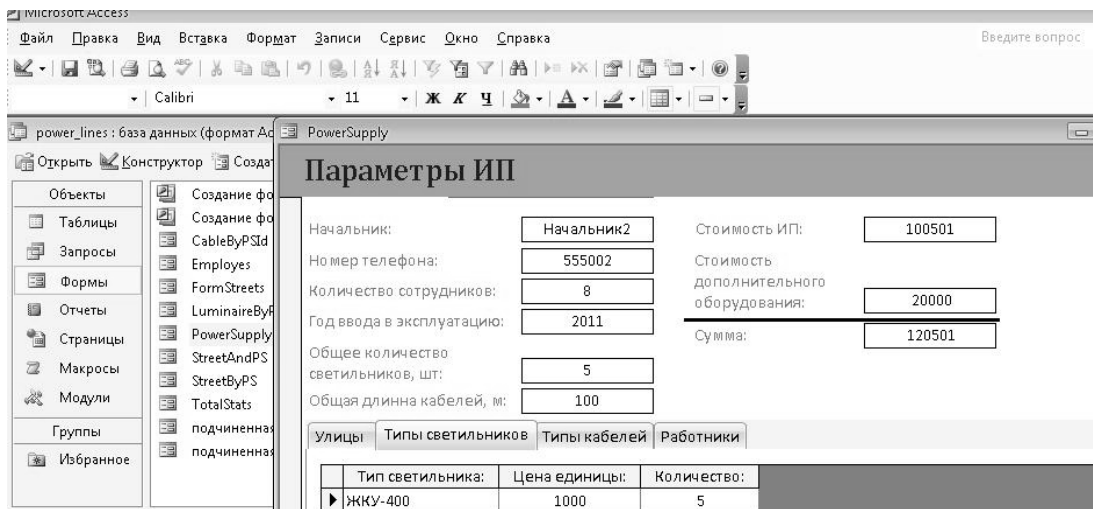 Microsoft Access
Файл Правка Вид Вставка Формат Записи Сервис Окно Справка
Введите вопрос
Calibri 11 Ж К Ч
power_lines : база данных (формат Ac
Открыть Конструктор Созда
Объекты
Таблицы
Запросы
Формы
Отчеты
Страницы
Макросы
Модули
Группы
Избранное
Создание фо
Создание фо
CableByPSId
Employes
FormStreets
LuminaireByF
PowerSupply
StreetAndPS
StreetByPS
TotalStats
подчиненная
подчиненная
PowerSupply
Параметры ИП
Начальник: Начальник2
Номер телефона: 555002
Количество сотрудников: 8
Год ввода в эксплуатацию: 2011
Общее количество
светильников, шт: 5
Общая длинна кабелей, м: 100
Стоимость ИП: 100501
Стоимость
дополнительного
оборудования: 20000
Сумма: 120501
Улицы Типы светильников Типы кабелей Работники
Тип светильника: Цена единицы: Количество:
ЖКУ-400 1000 5